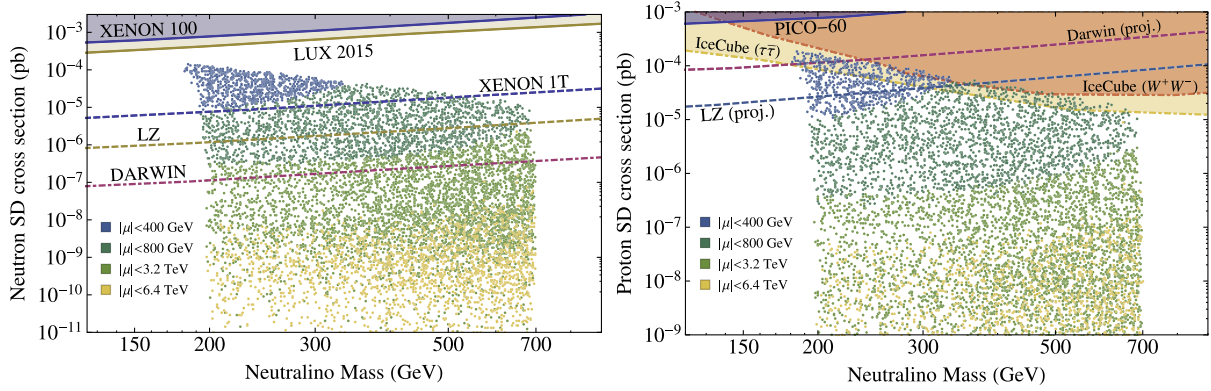 Neutron SD cross section (pb)
10⁻³
10⁻⁴
10⁻⁵
10⁻⁶
10⁻⁷
10⁻⁸
10⁻⁹
10⁻¹⁰
10⁻¹¹
XENON 100
LUX 2015
XENON 1T
LZ
DARWIN
|μ|<400 GeV
|μ|<800 GeV
|μ|<3.2 TeV
|μ|<6.4 TeV
150 200 300 500 700
Neutralino Mass (GeV)
Proton SD cross section (pb)
10⁻³
10⁻⁴
10⁻⁵
10⁻⁶
10⁻⁷
10⁻⁸
10⁻⁹
PICO-60
Darwin (proj.)
IceCube (ττ̄)
IceCube (W⁺W⁻)
LZ (proj.)
|μ|<400 GeV
|μ|<800 GeV
|μ|<3.2 TeV
|μ|<6.4 TeV
150 200 300 500 700
Neutralino Mass (GeV)